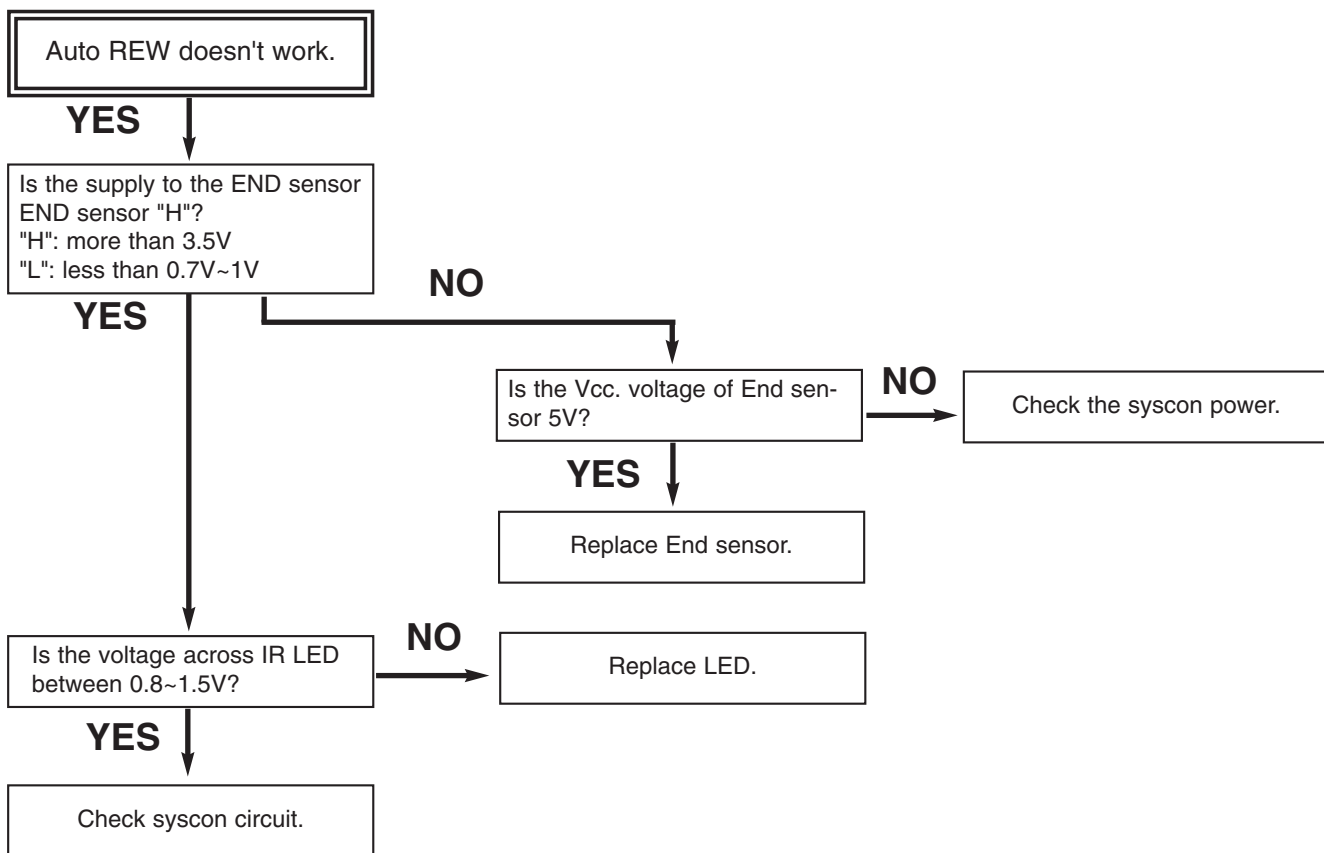 Auto REW doesn't work.
YES
Is the supply to the END sensor
END sensor "H"?
"H": more than 3.5V
"L": less than 0.7V~1V
YES
NO
Is the Vcc. voltage of End sen-
sor 5V?
NO
Check the syscon power.
YES
Replace End sensor.
Is the voltage across IR LED
between 0.8~1.5V?
NO
Replace LED.
YES
Check syscon circuit.